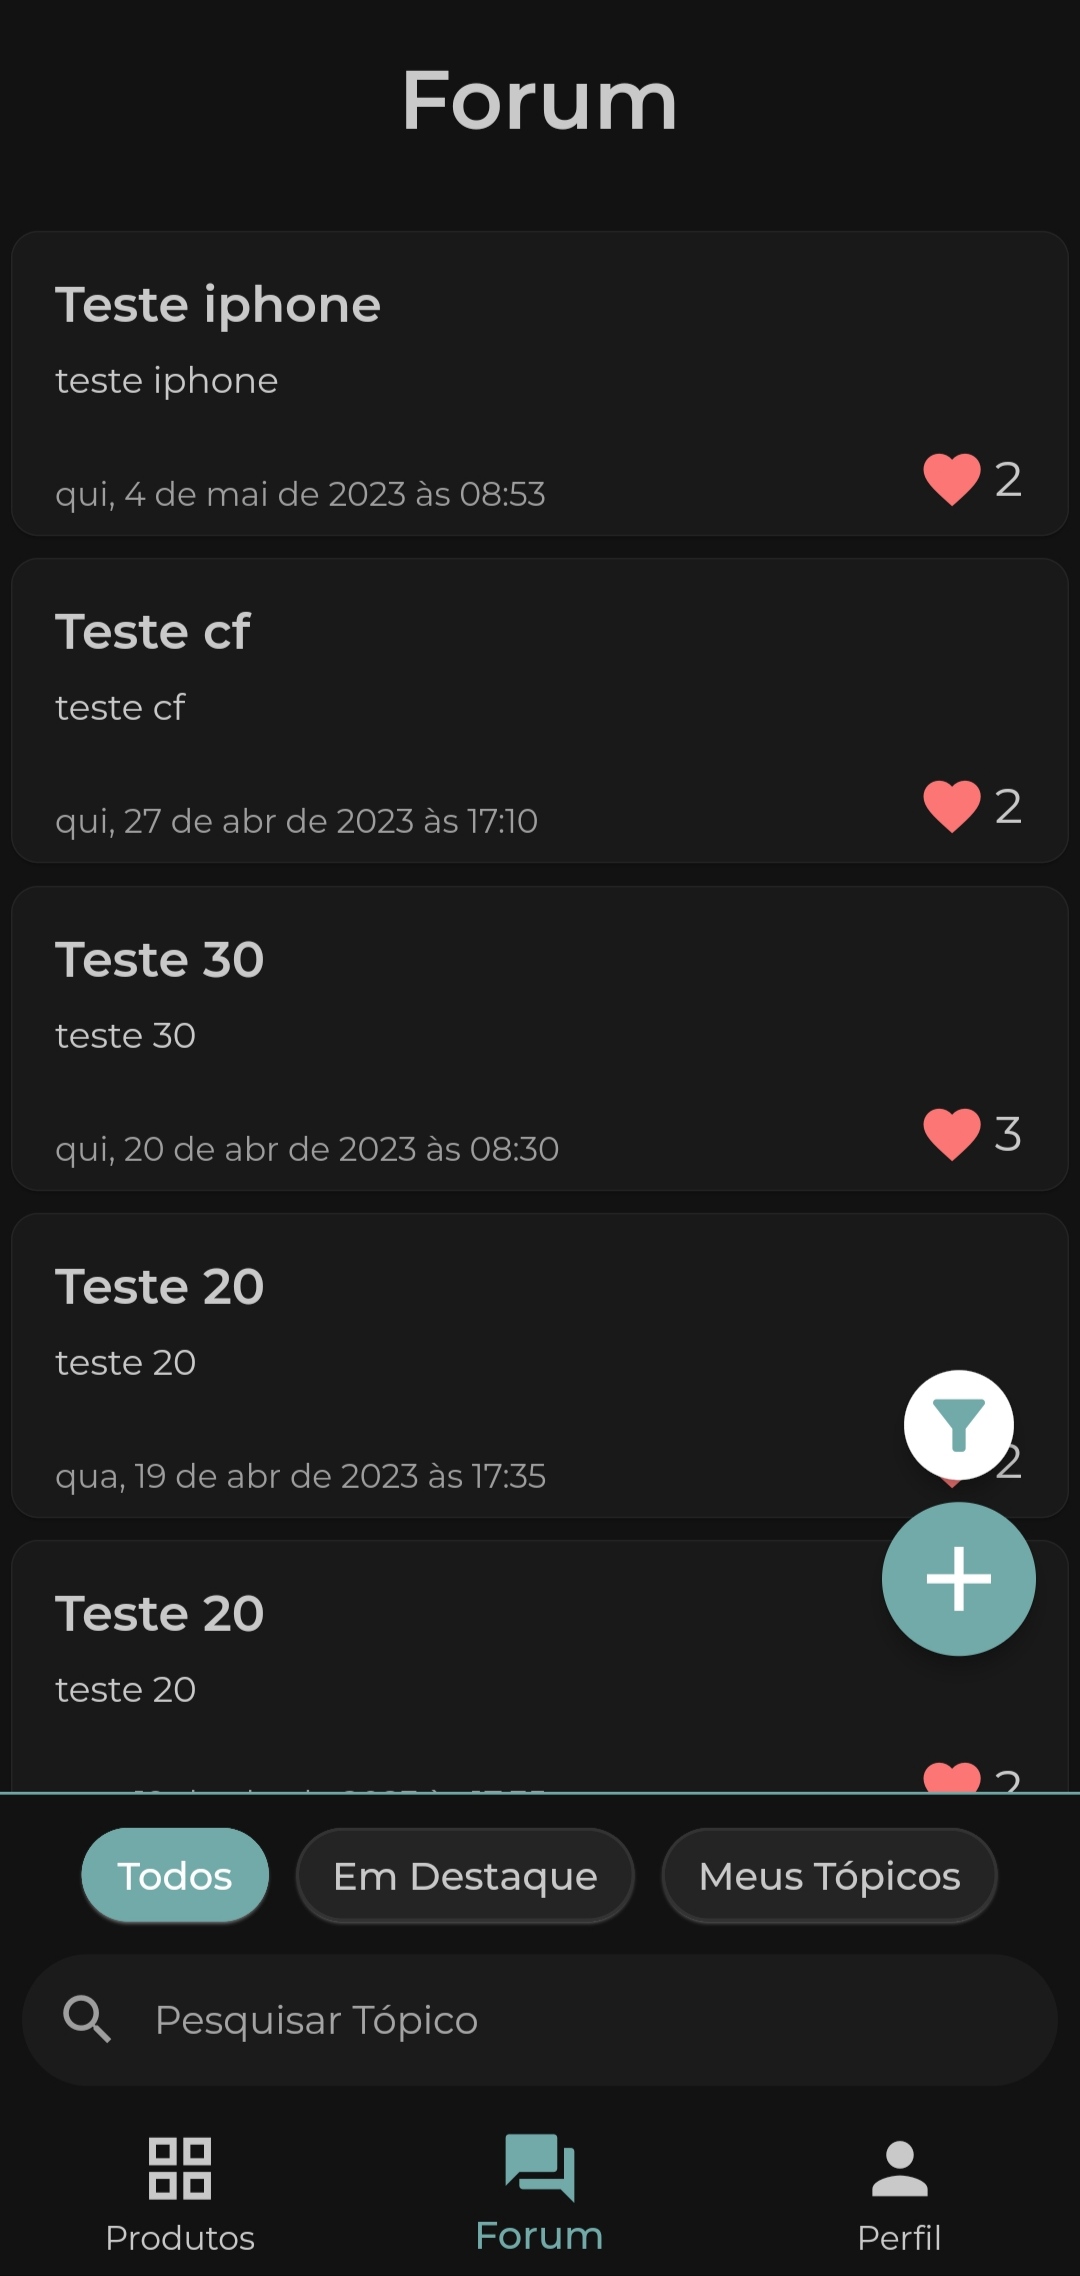 Forum
Teste iphone
teste iphone
qui, 4 de mai de 2023 às 08:53
2
Teste cf
teste cf
qui, 27 de abr de 2023 às 17:10
2
Teste 30
teste 30
qui, 20 de abr de 2023 às 08:30
3
Teste 20
teste 20
qua, 19 de abr de 2023 às 17:35
2
Teste 20
teste 20
2
Todos
Em Destaque
Meus Tópicos
Pesquisar Tópico
Produtos
Forum
Perfil